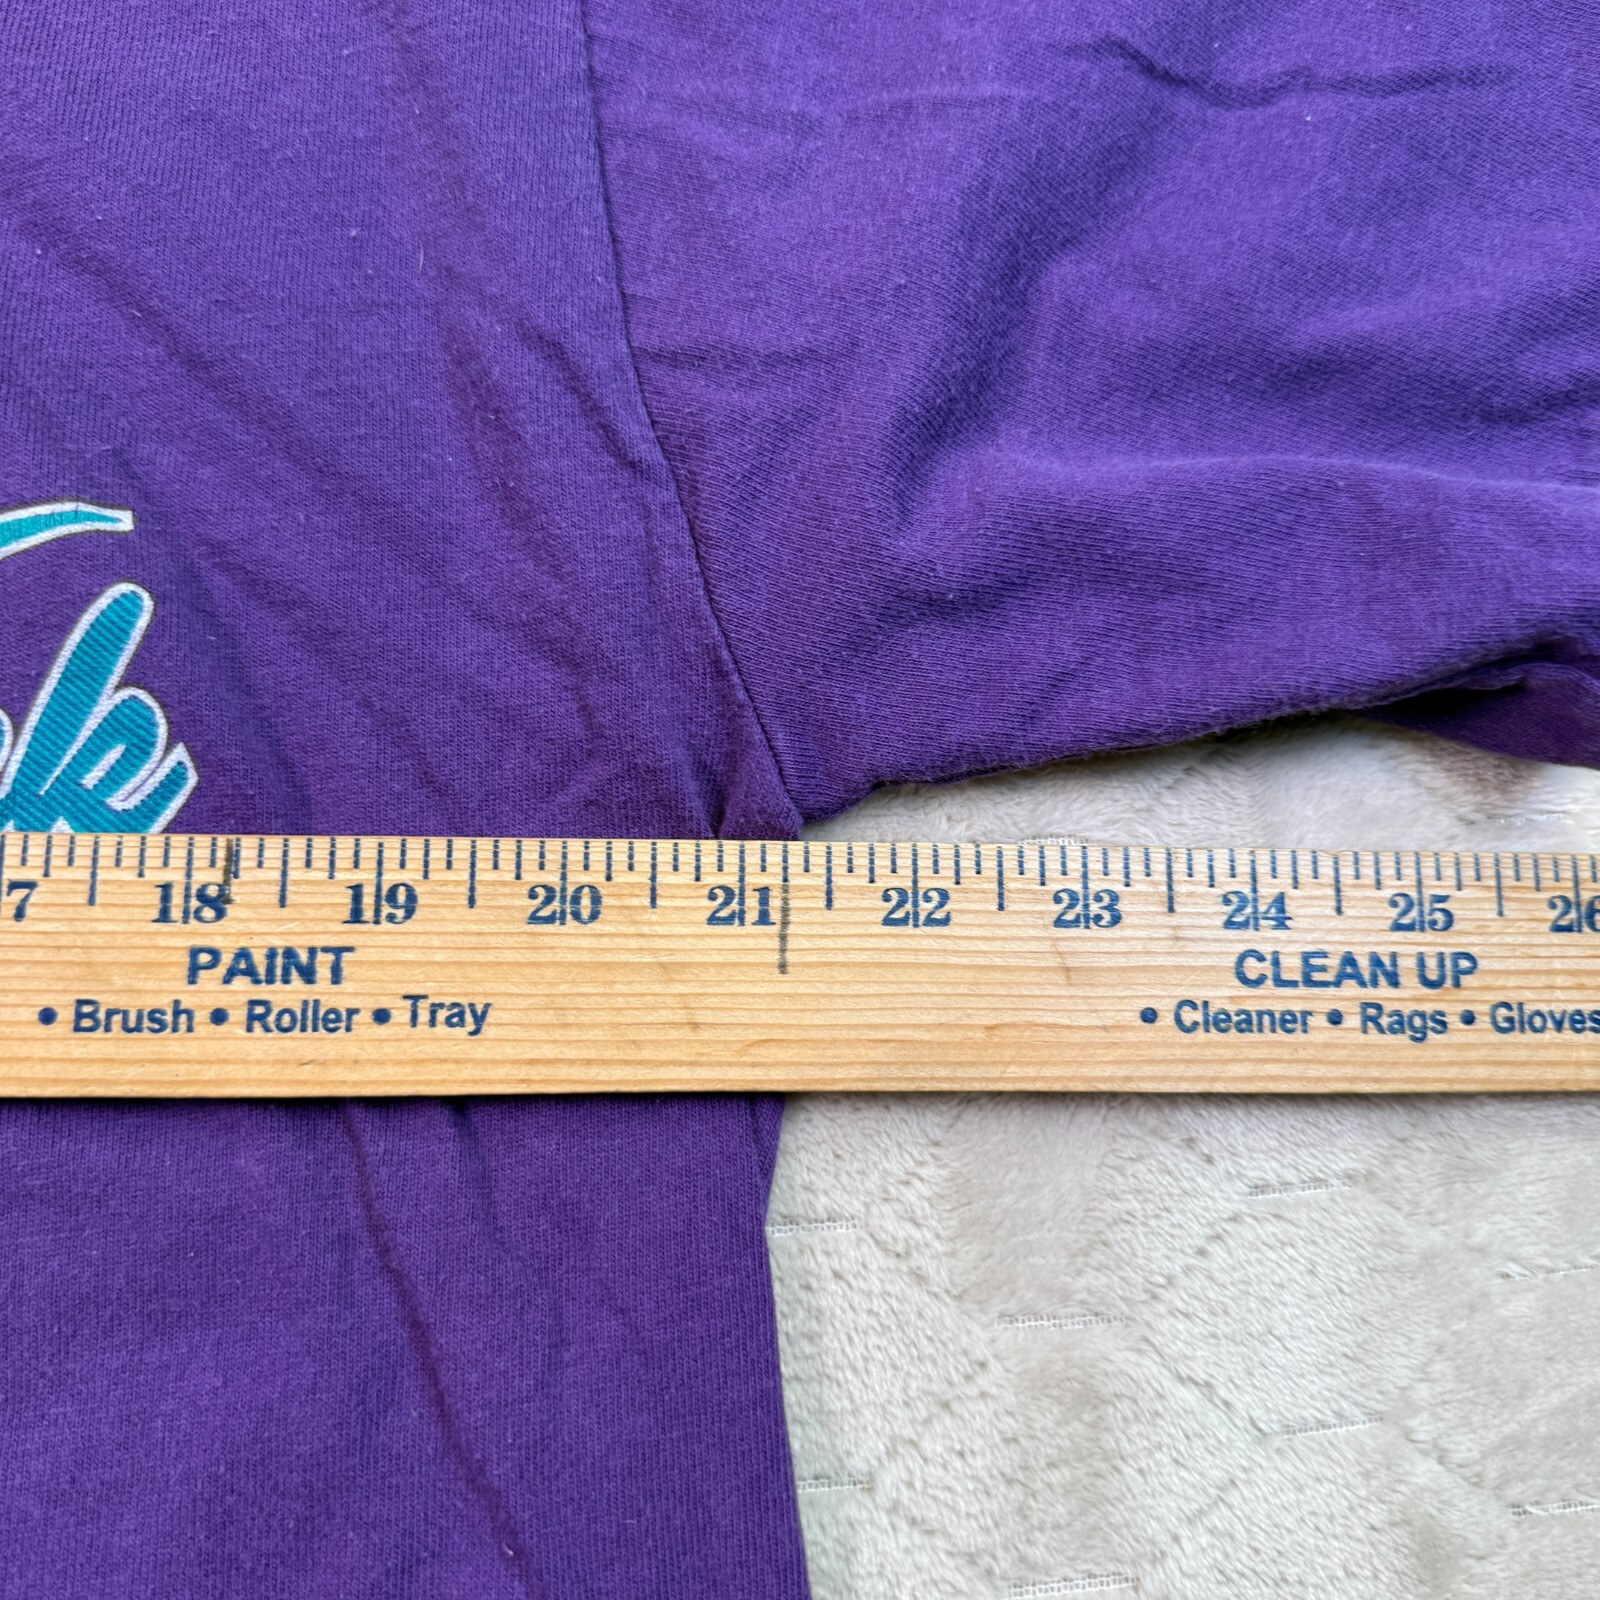 7 18 19 20 21 22 23 24 25 26
PAINT
• Brush • Roller • Tray
CLEAN UP
• Cleaner • Rags • Gloves